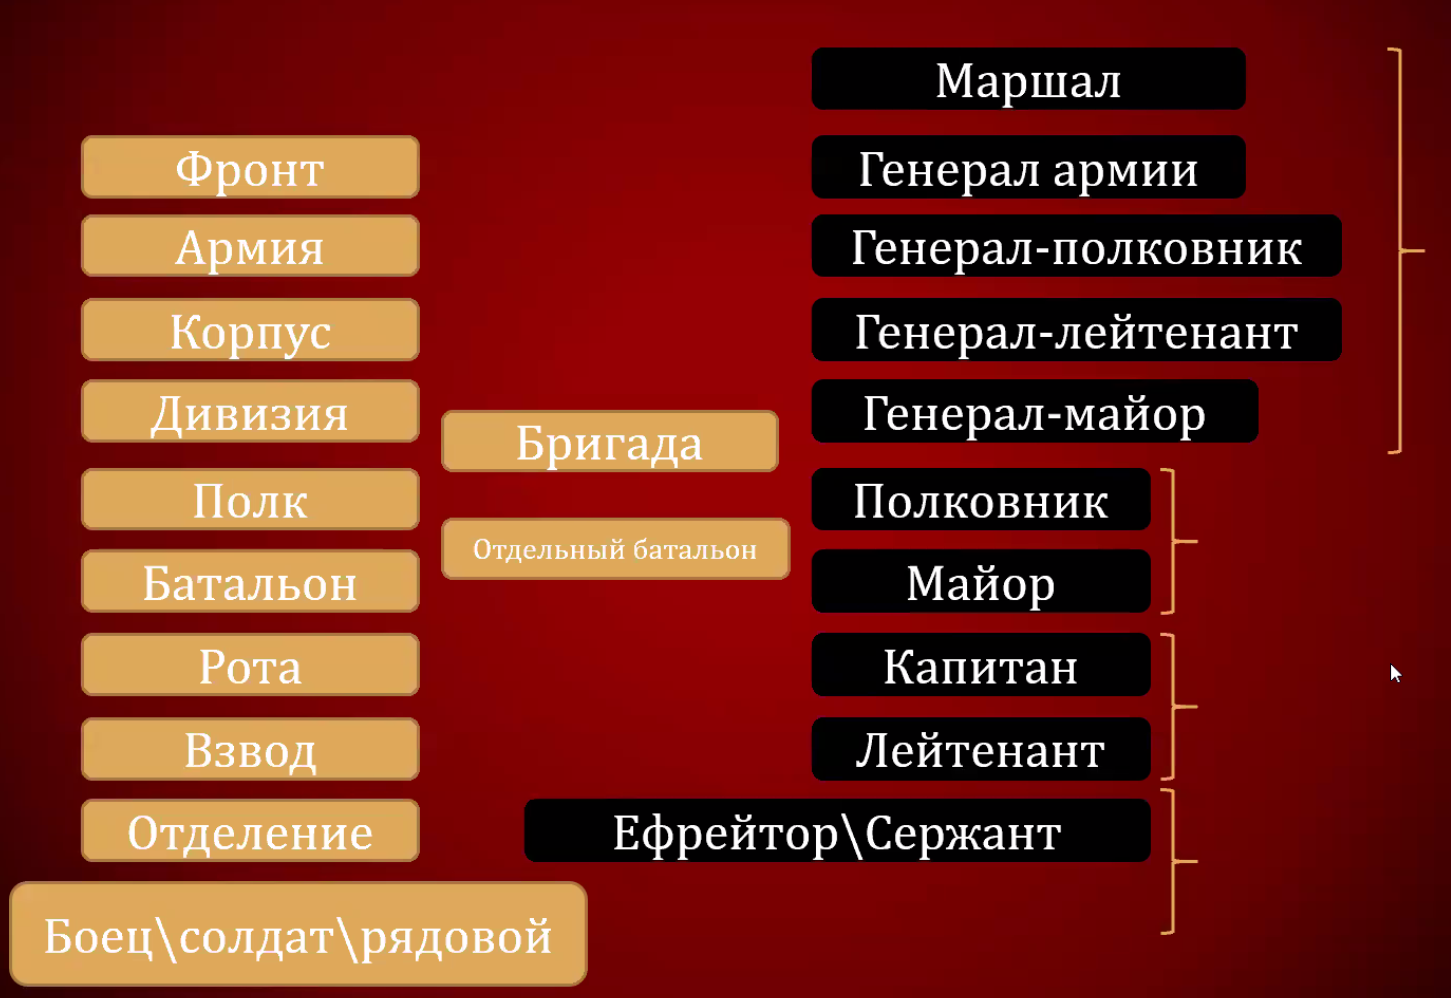 Маршал
Фронт
Генерал армии
Армия
Генерал-полковник
Корпус
Генерал-лейтенант
Дивизия
Генерал-майор
Бригада
Полк
Полковник
Отдельный батальон
Батальон
Майор
Рота
Капитан
Взвод
Лейтенант
Отделение
Ефрейтор\Сержант
Боец\солдат\рядовой